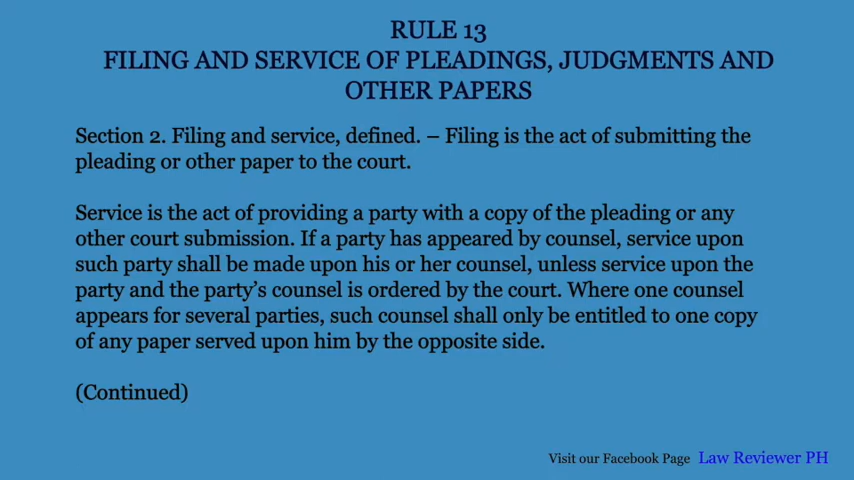 RULE 13
FILING AND SERVICE OF PLEADINGS, JUDGMENTS AND
OTHER PAPERS
Section 2. Filing and service, defined. – Filing is the act of submitting the
pleading or other paper to the court.
Service is the act of providing a party with a copy of the pleading or any
other court submission. If a party has appeared by counsel, service upon
such party shall be made upon his or her counsel, unless service upon the
party and the party’s counsel is ordered by the court. Where one counsel
appears for several parties, such counsel shall only be entitled to one copy
of any paper served upon him by the opposite side.
(Continued)
Visit our Facebook Page Law Reviewer PH